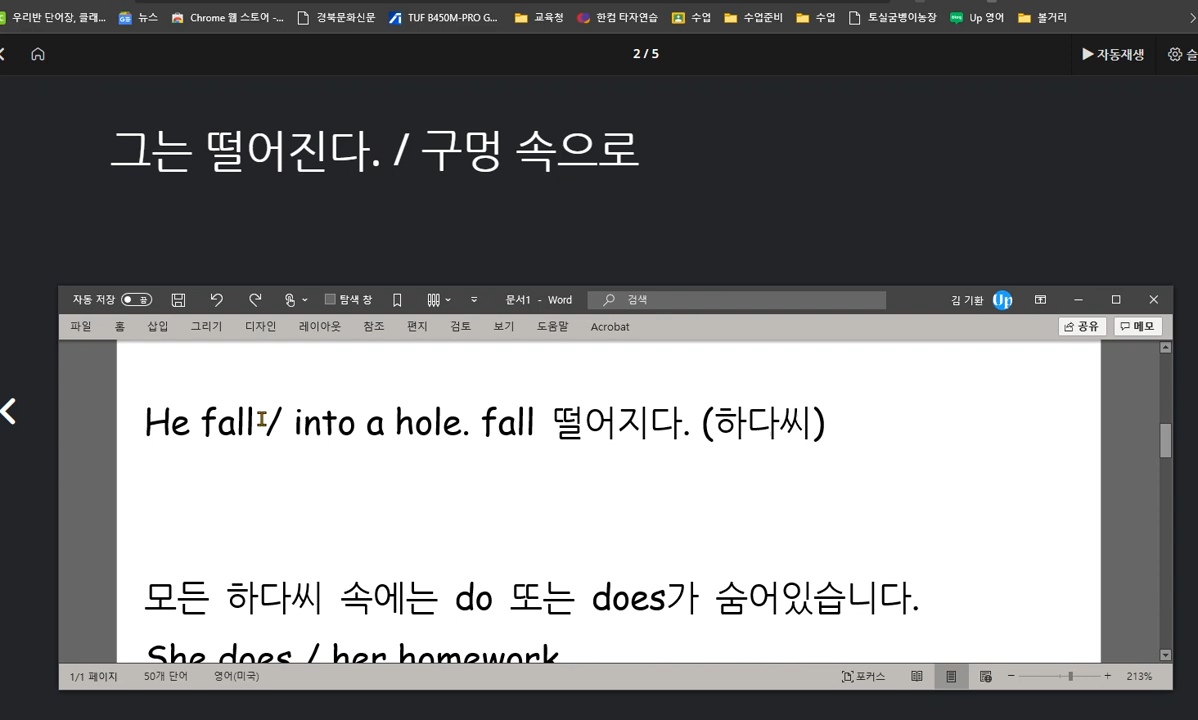 우리반 단어장, 플래... 뉴스 Chrome 웹 스토어 -... 경북문화신문 TUF B450M-PRO G... 교육청 한컴 타자연습 수업 수업준비 수업 토실굼벵이농장 Up 영어 볼거리
2 / 5 자동재생 슬
그는 떨어진다. / 구멍 속으로
자동 저장 끔 탐색 창 문서1 - Word 검색 김 기환 Up
파일 홈 삽입 그리기 디자인 레이아웃 참조 편지 검토 보기 도움말 Acrobat 공유 메모
He fall / into a hole. fall 떨어지다. (하다씨)
모든 하다씨 속에는 do 또는 does가 숨어있습니다.
She does / her homework
1/1 페이지 50개 단어 영어(미국) 포커스 213%